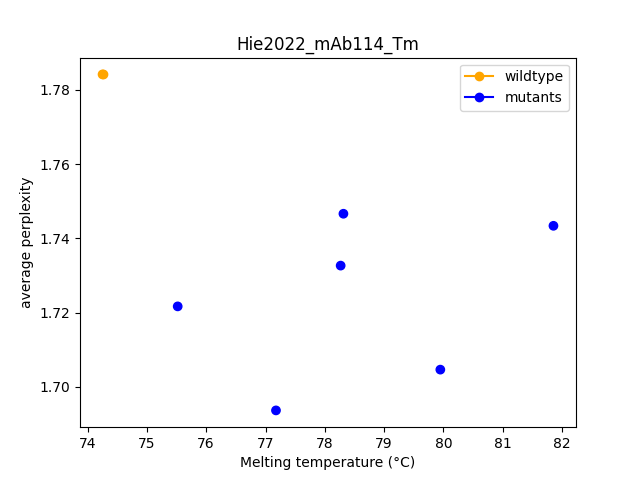 Hie2022_mAb114_Tm
wildtype
mutants
average perplexity
1.78
1.76
1.74
1.72
1.70
74 75 76 77 78 79 80 81 82
Melting temperature (°C)